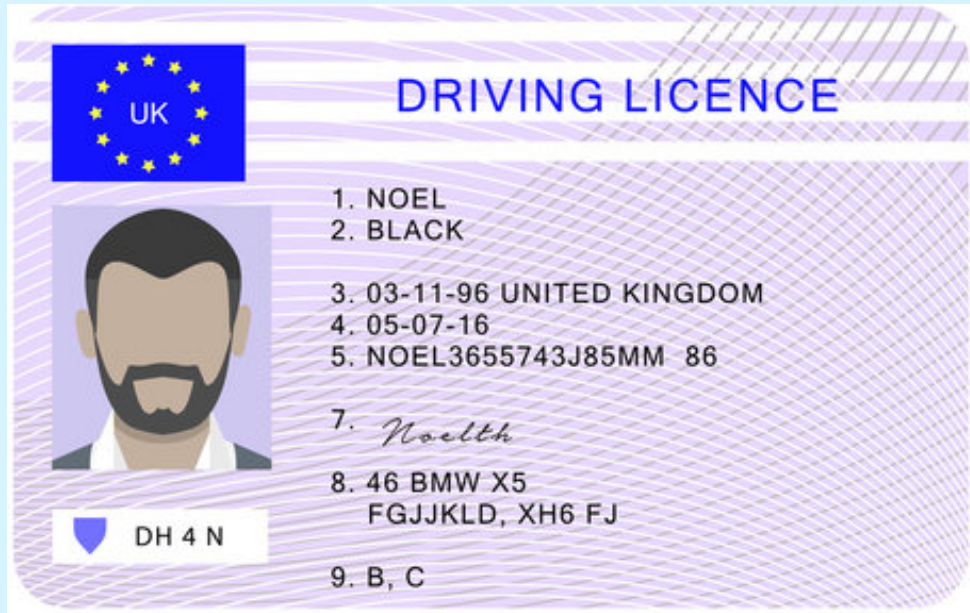 UK
DRIVING LICENCE
1. NOEL
2. BLACK
3. 03-11-96 UNITED KINGDOM
4. 05-07-16
5. NOEL3655743J85MM 86
7. Noelth
8. 46 BMW X5
FGJJKLD, XH6 FJ
DH 4 N
9. B, C